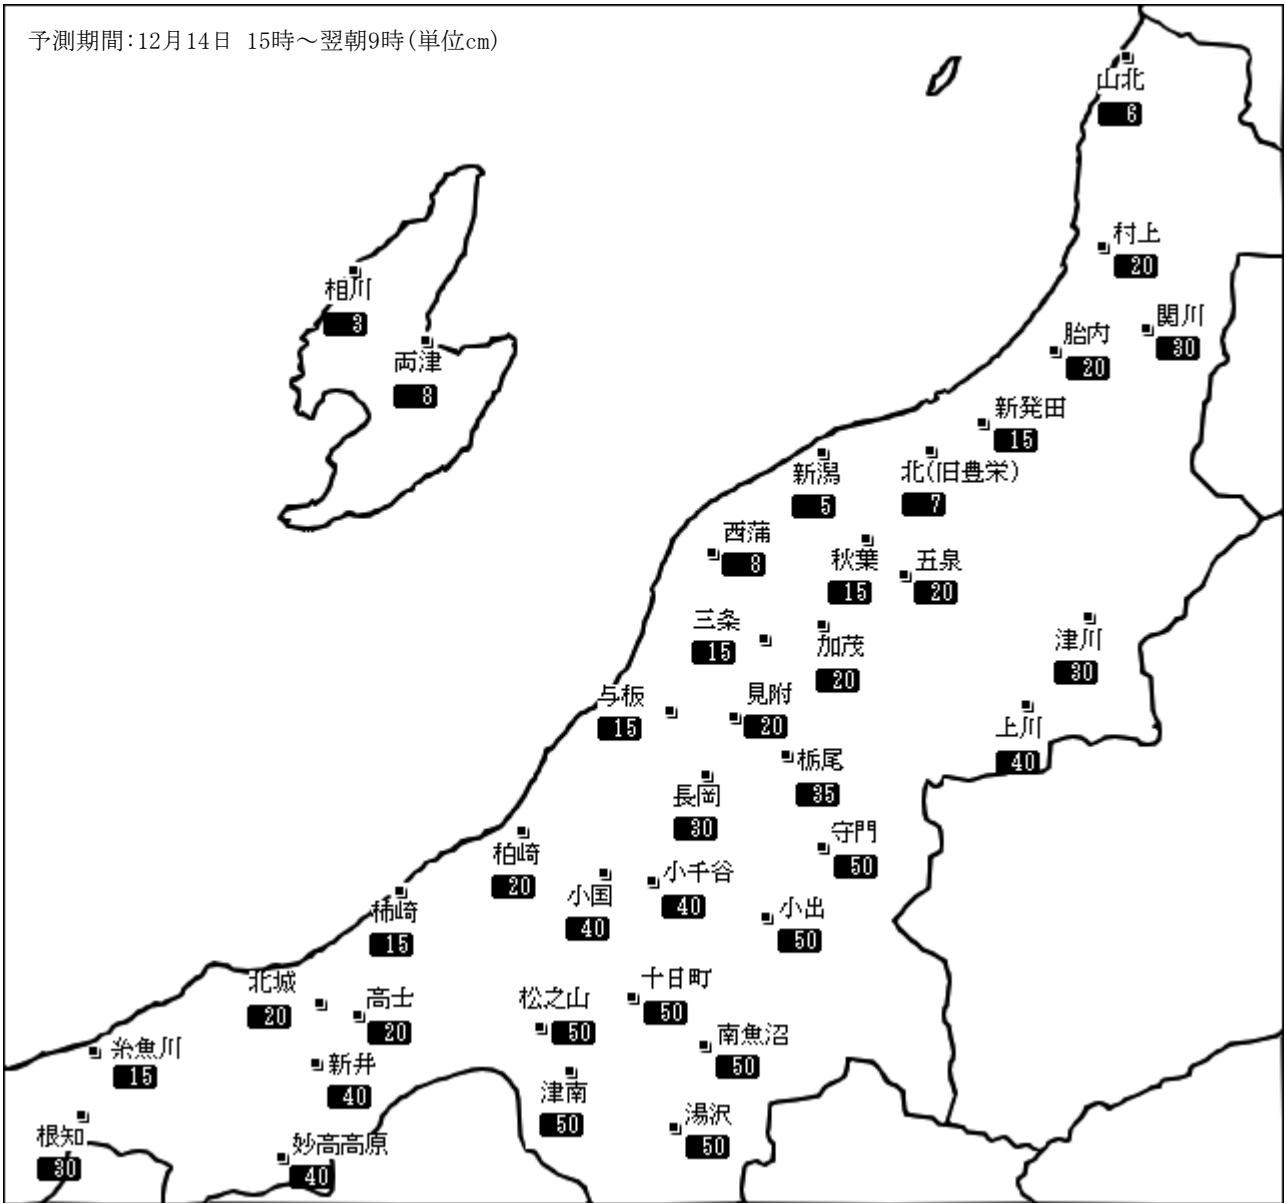 予測期間:12月14日 15時～翌朝9時(単位cm)
山北
6
村上
20
相川
3
関川
30
胎内
20
両津
8
新発田
15
新潟
5
北(旧豊栄)
7
西蒲
8
秋葉
15
五泉
20
三条
15
加茂
20
津川
30
与板
15
見附
20
上川
40
栃尾
35
長岡
30
守門
50
柏崎
20
小国
40
小千谷
40
小出
50
柿崎
15
北城
20
高士
20
松之山
50
十日町
50
南魚沼
50
糸魚川
15
新井
40
津南
50
湯沢
50
根知
30
妙高高原
40